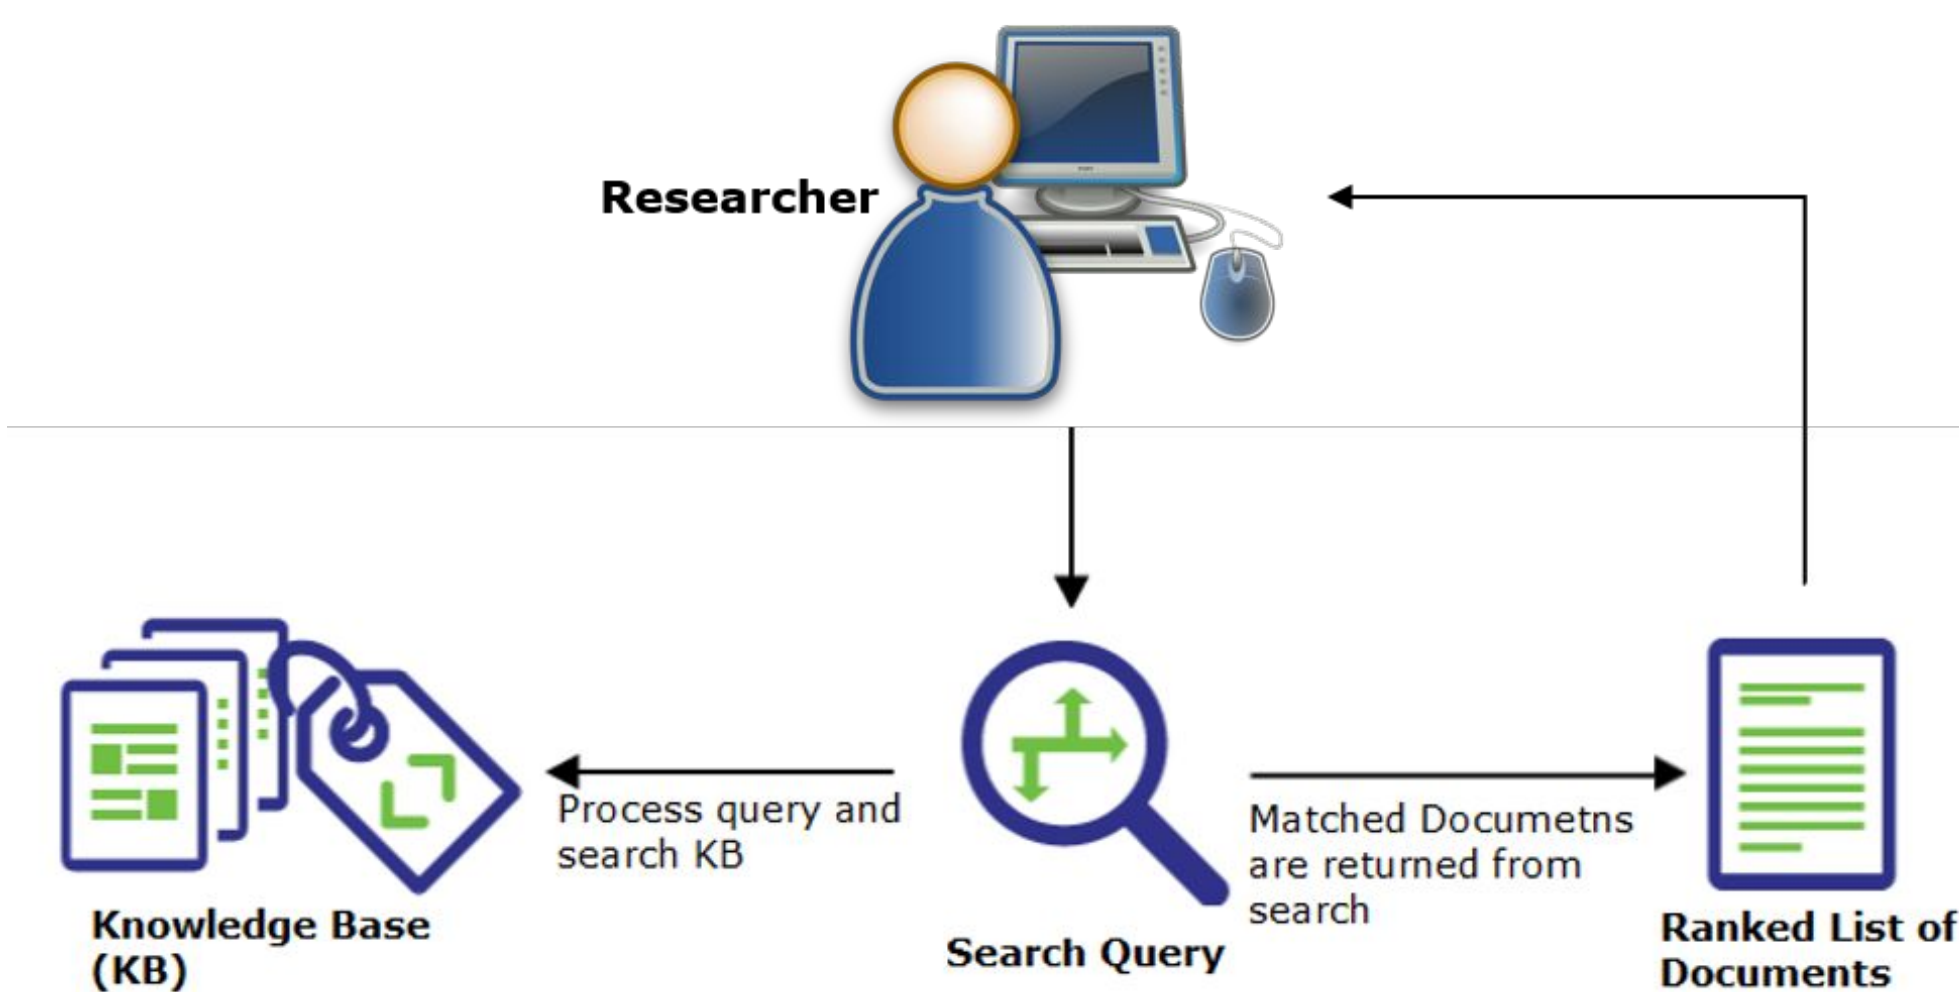 Researcher
Process query and
search KB
Matched Documetns
are returned from
search
Knowledge Base
(KB)
Search Query
Ranked List of
Documents